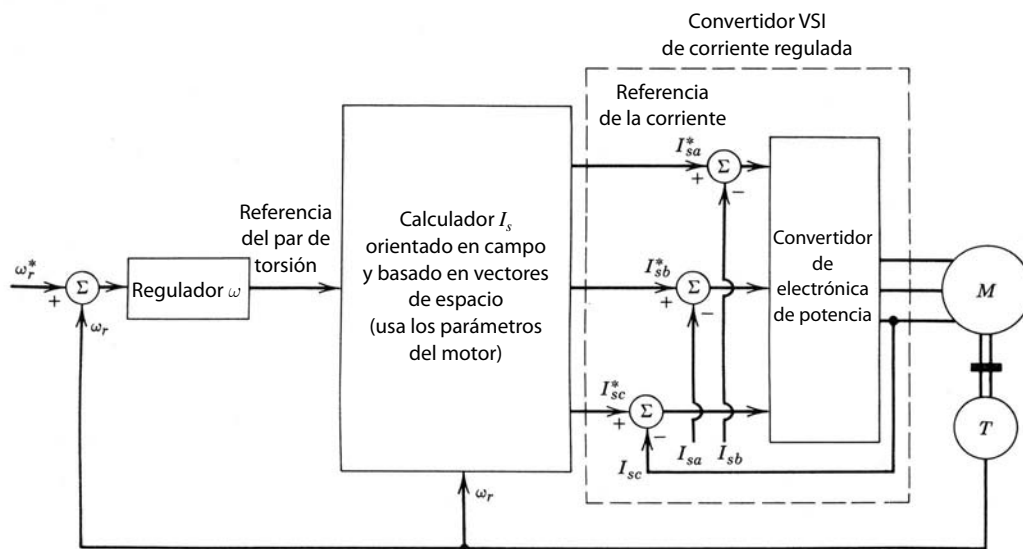 Convertidor VSI
de corriente regulada
Referencia
de la corriente
I*sa
Σ
+
−
Referencia
del par de
torsión
Calculador Is
orientado en campo
y basado en vectores
de espacio
(usa los parámetros
del motor)
Convertidor
de
electrónica
de potencia
ω*r
Σ
+
ωr
Regulador ω
I*sb
Σ
+
−
M
I*sc
Σ
+
−
T
Isc
Isa
Isb
ωr